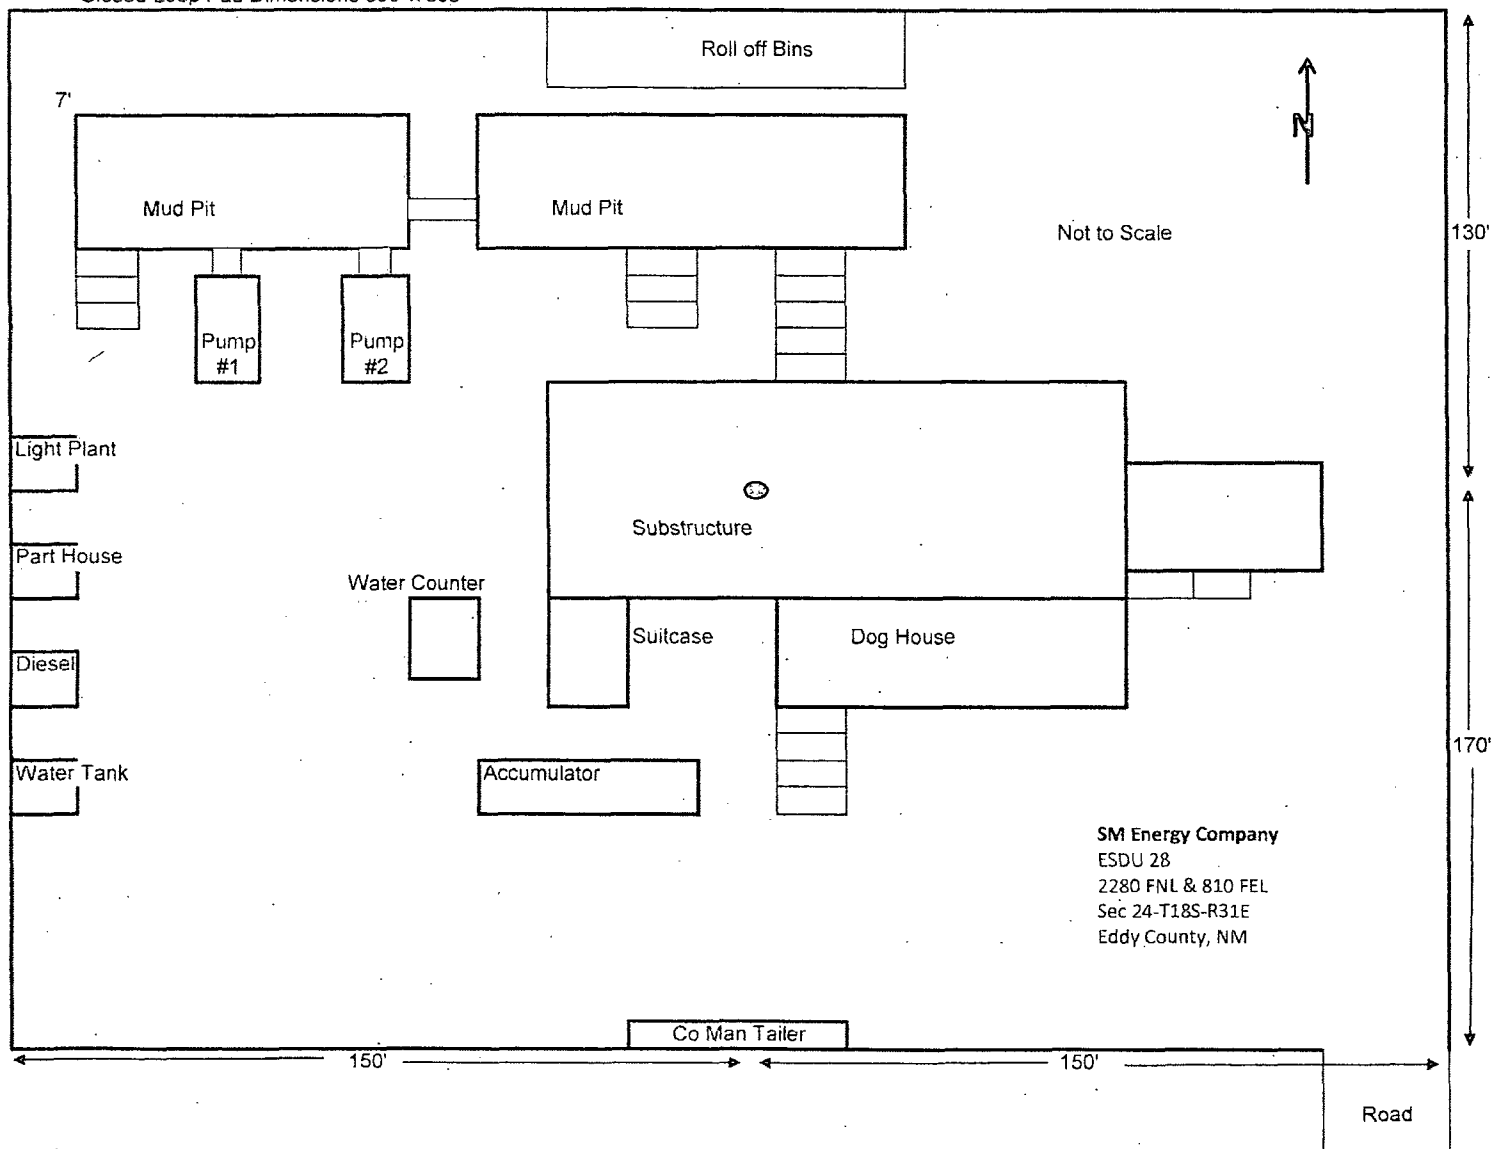 Roll off Bins
7'
N
Mud Pit
Mud Pit
Not to Scale
130'
Pump
#1
Pump
#2
Light Plant
Substructure
Part House
Water Counter
Suitcase
Dog House
Diesel
170'
Water Tank
Accumulator
SM Energy Company
ESDU 28
2280 FNL & 810 FEL
Sec 24-T18S-R31E
Eddy County, NM
Co Man Tailer
150'
150'
Road